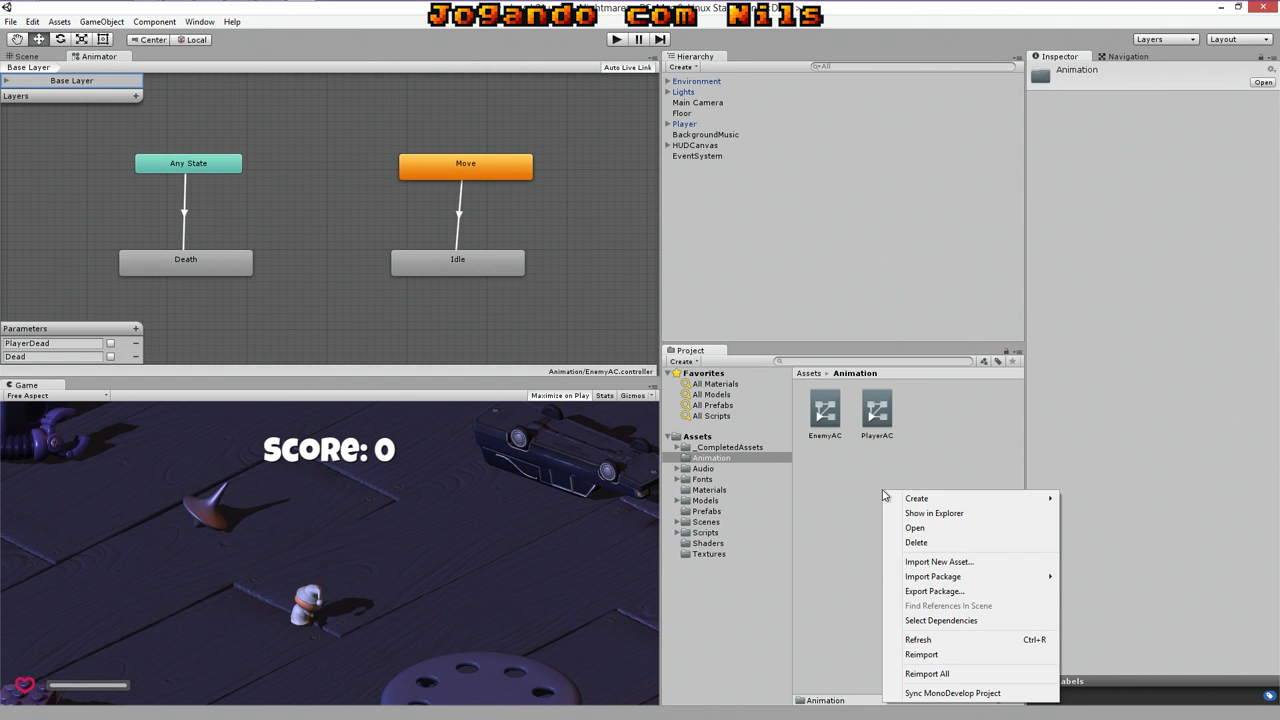 Jogando com Nils
File Edit Assets GameObject Component Window Help
Center Local
Layers Layout
Scene Animator
Base Layer Auto Live Link
Base Layer
Layers
Any State
Move
Death
Idle
Parameters
PlayerDead
Dead
Animation/EnemyAC.controller
Game
Free Aspect Maximize on Play Stats Gizmos
SCORE: 0
Hierarchy
Create All
Environment
Lights
Main Camera
Floor
Player
BackgroundMusic
HUDCanvas
EventSystem
Project
Create
Favorites
All Materials
All Models
All Prefabs
All Scripts
Assets
_CompletedAssets
Animation
Audio
Fonts
Materials
Models
Prefabs
Scenes
Scripts
Shaders
Textures
Assets Animation
EnemyAC PlayerAC
Create
Show in Explorer
Open
Delete
Import New Asset...
Import Package
Export Package...
Find References In Scene
Select Dependencies
Refresh Ctrl+R
Reimport
Reimport All
Sync MonoDevelop Project
Animation
Inspector Navigation
Animation
Open